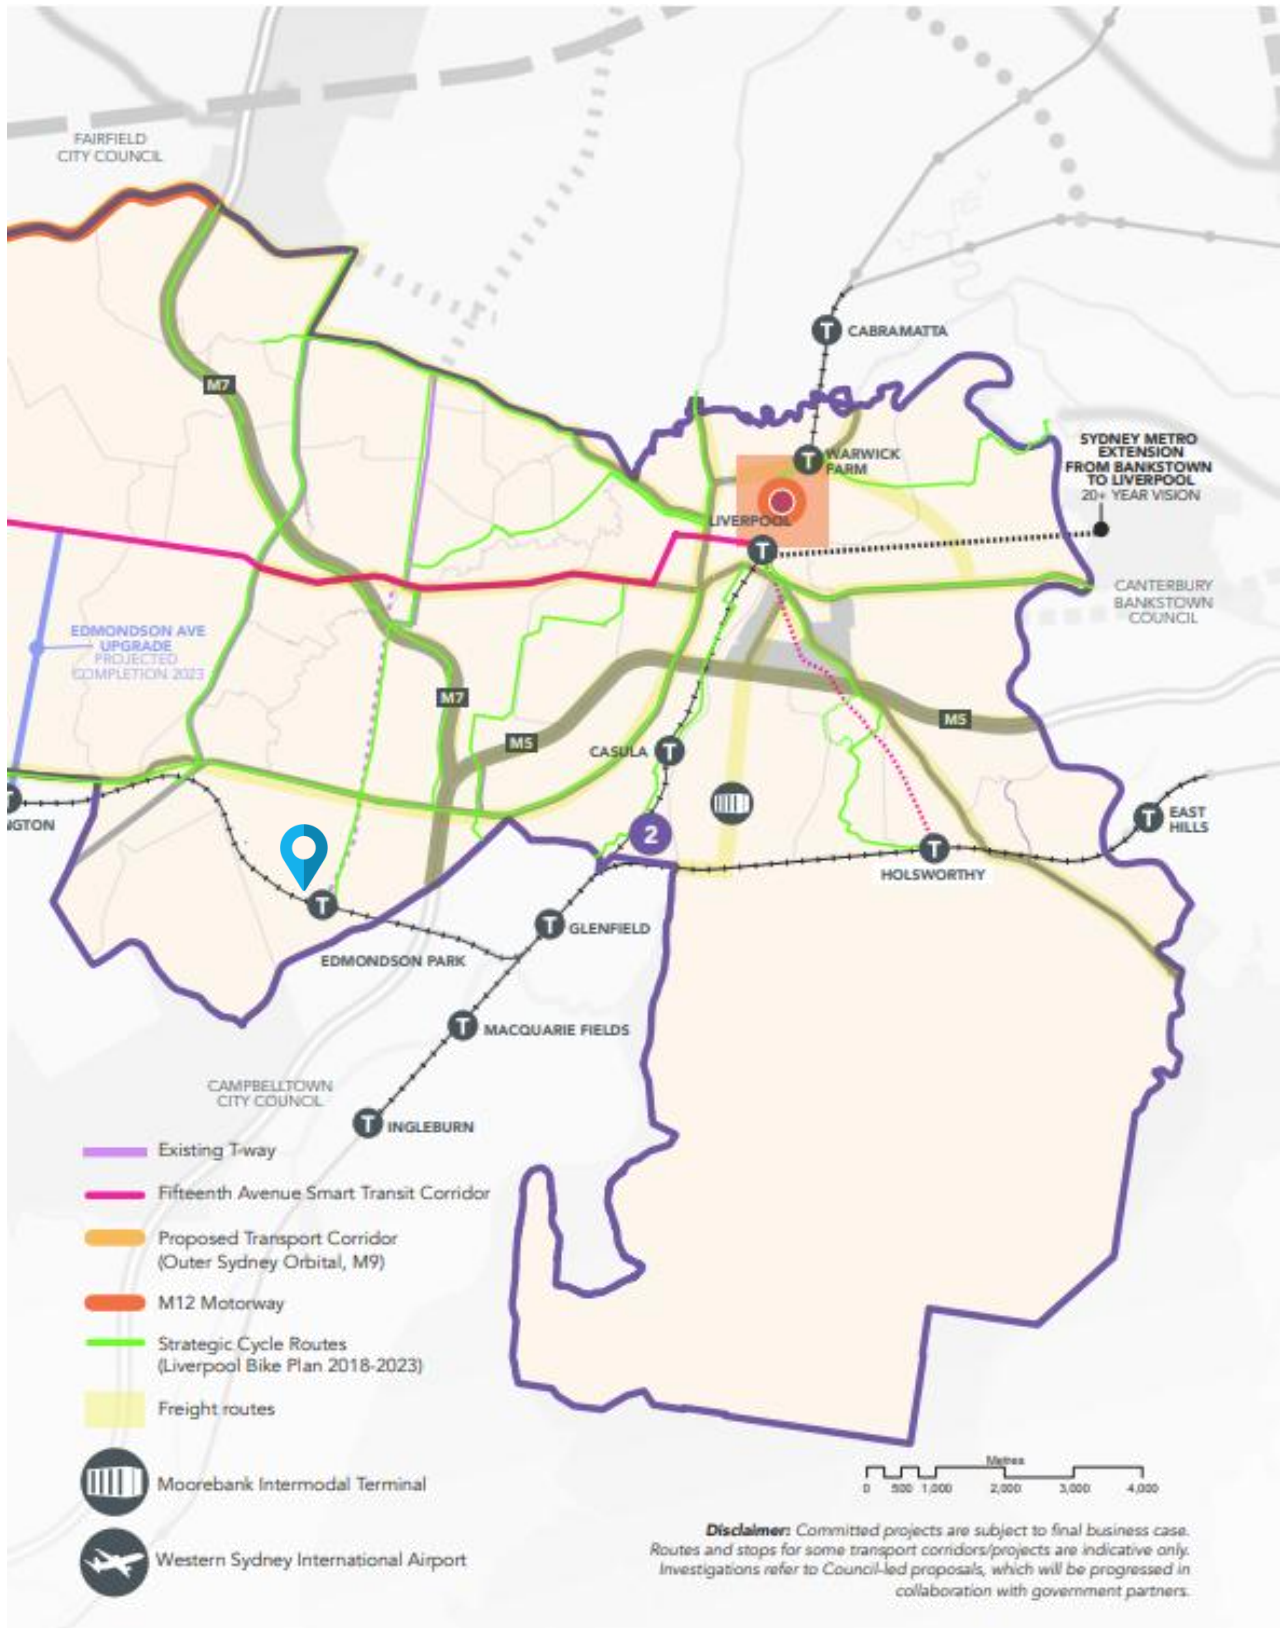 FAIRFIELD
CITY COUNCIL
CABRAMATTA
M7
WARWICK
FARM
SYDNEY METRO
EXTENSION
FROM BANKSTOWN
TO LIVERPOOL
20+ YEAR VISION
LIVERPOOL
T
T
T
CANTERBURY
BANKSTOWN
COUNCIL
EDMONDSON AVE
UPGRADE
PROJECTED
COMPLETION 2023
M7
M5
M5
CASULA
T
NGTON
2
T
EAST
HILLS
T
HOLSWORTHY
T
T
GLENFIELD
EDMONDSON PARK
T
MACQUARIE FIELDS
CAMPBELLTOWN
CITY COUNCIL
T
INGLEBURN
Existing T-way
Fifteenth Avenue Smart Transit Corridor
Proposed Transport Corridor
(Outer Sydney Orbital, M9)
M12 Motorway
Strategic Cycle Routes
(Liverpool Bike Plan 2018-2023)
Freight routes
Moorebank Intermodal Terminal
Western Sydney International Airport
Metres
0 500 1,000 2,000 3,000 4,000
Disclaimer: Committed projects are subject to final business case.
Routes and stops for some transport corridors/projects are indicative only.
Investigations refer to Council-led proposals, which will be progressed in
collaboration with government partners.